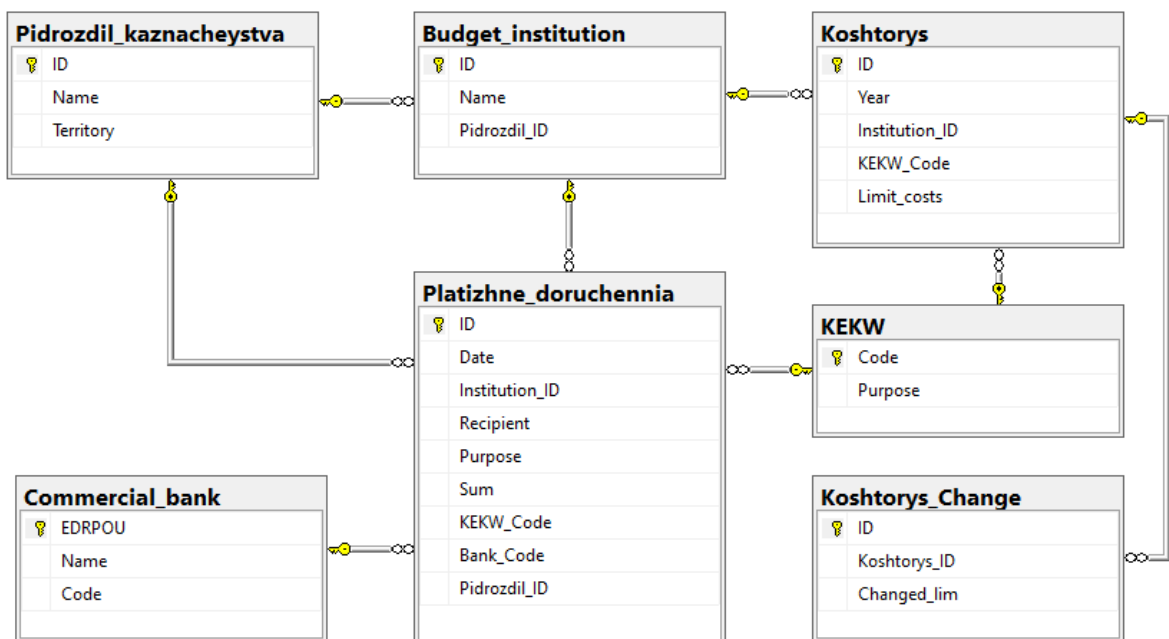 Pidrozdil_kaznacheystva
ID
Name
Territory
Budget_institution
ID
Name
Pidrozdil_ID
Koshtorys
ID
Year
Institution_ID
KEKW_Code
Limit_costs
Platizhne_doruchennia
ID
Date
Institution_ID
Recipient
Purpose
Sum
KEKW_Code
Bank_Code
Pidrozdil_ID
KEKW
Code
Purpose
Commercial_bank
EDRPOU
Name
Code
Koshtorys_Change
ID
Koshtorys_ID
Changed_lim